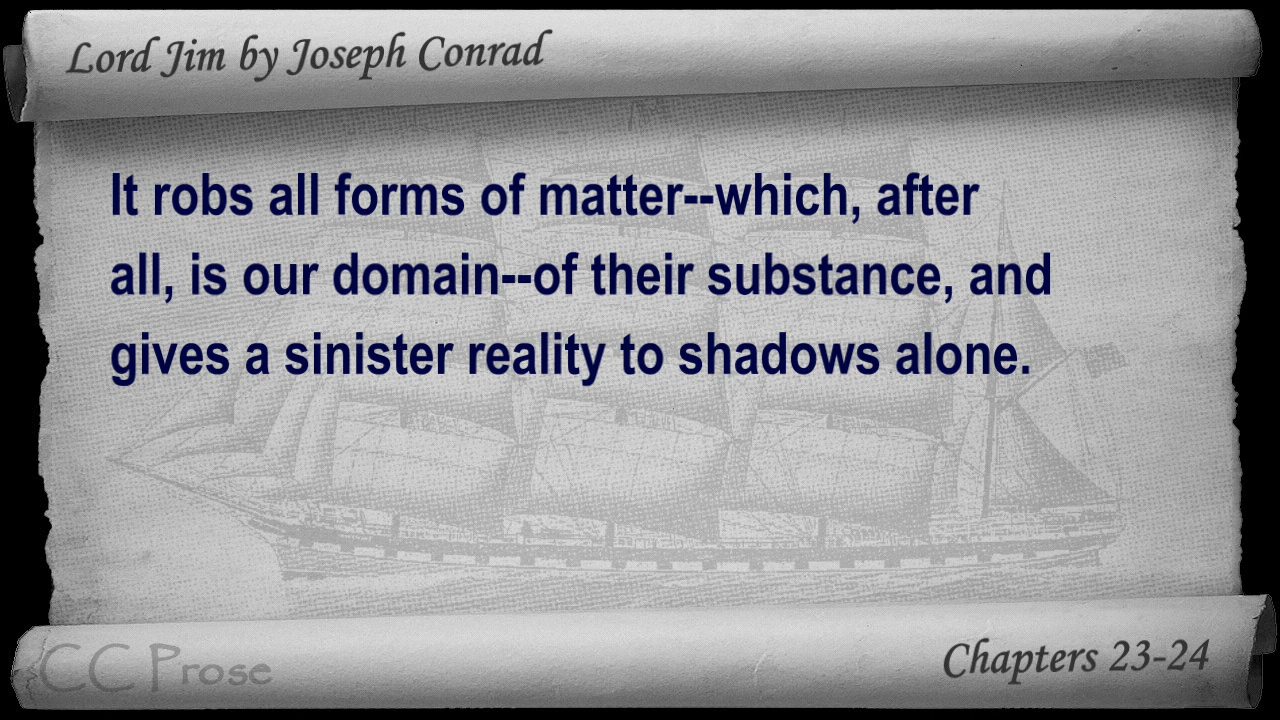 Lord Jim by Joseph Conrad
It robs all forms of matter--which, after
all, is our domain--of their substance, and
gives a sinister reality to shadows alone.
CC Prose
Chapters 23-24